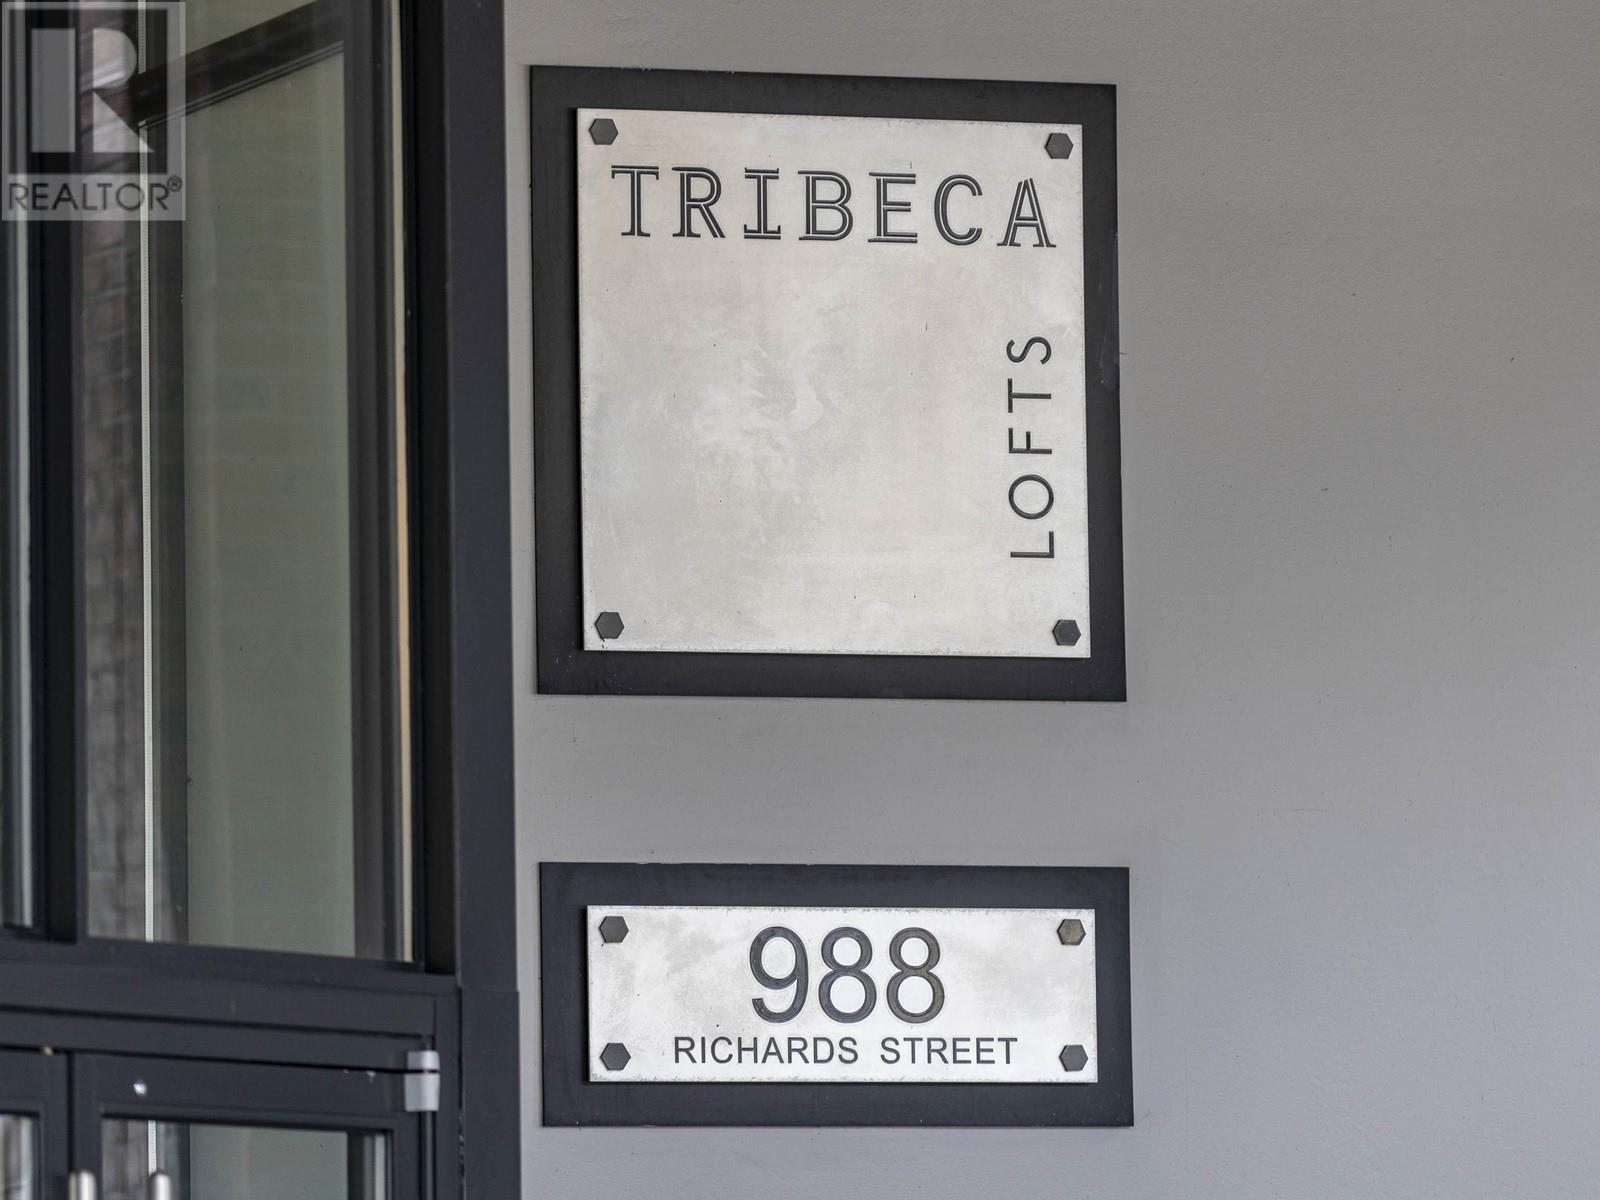 REALTOR®
TRIBECA
LOFTS
988
RICHARDS STREET